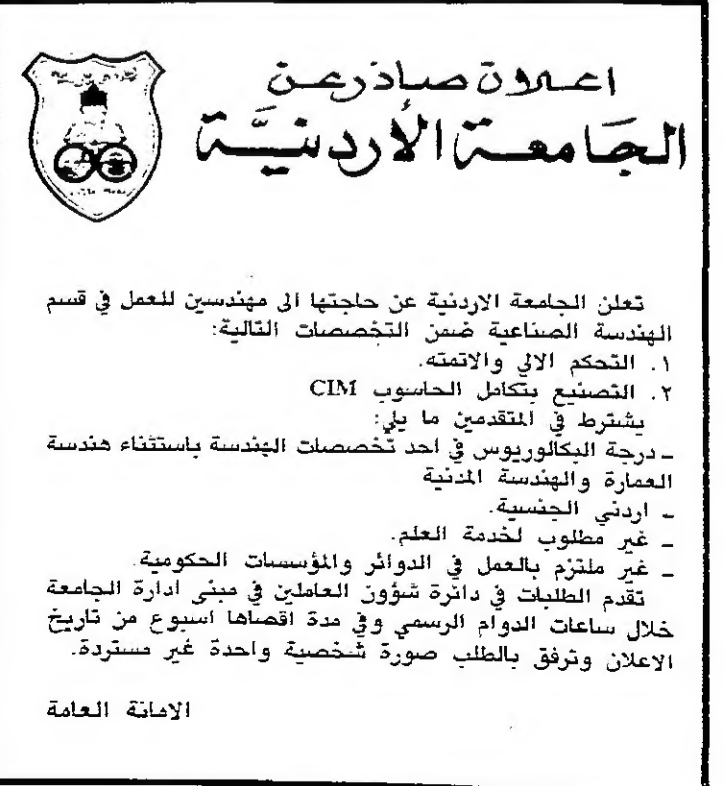 اعلان صادر عن
الجَامعَة الأردنيَّة
تعلن الجامعة الاردنية عن حاجتها الى مهندسين للعمل في قسم
الهندسة الصناعية ضمن التخصصات التالية:
١. التحكم الالي والاتمته.
٢. التصنيع بتكامل الحاسوب CIM
يشترط في المتقدمين ما يلي:
- درجة البكالوريوس في احد تخصصات الهندسة باستثناء هندسة
العمارة والهندسة المدنية
- اردني الجنسية.
- غير مطلوب لخدمة العلم.
- غير ملتزم بالعمل في الدوائر والمؤسسات الحكومية.
تقدم الطلبات في دائرة شؤون العاملين في مبنى ادارة الجامعة
خلال ساعات الدوام الرسمي وفي مدة اقصاها اسبوع من تاريخ
الاعلان وترفق بالطلب صورة شخصية واحدة غير مستردة.
الامانة العامة